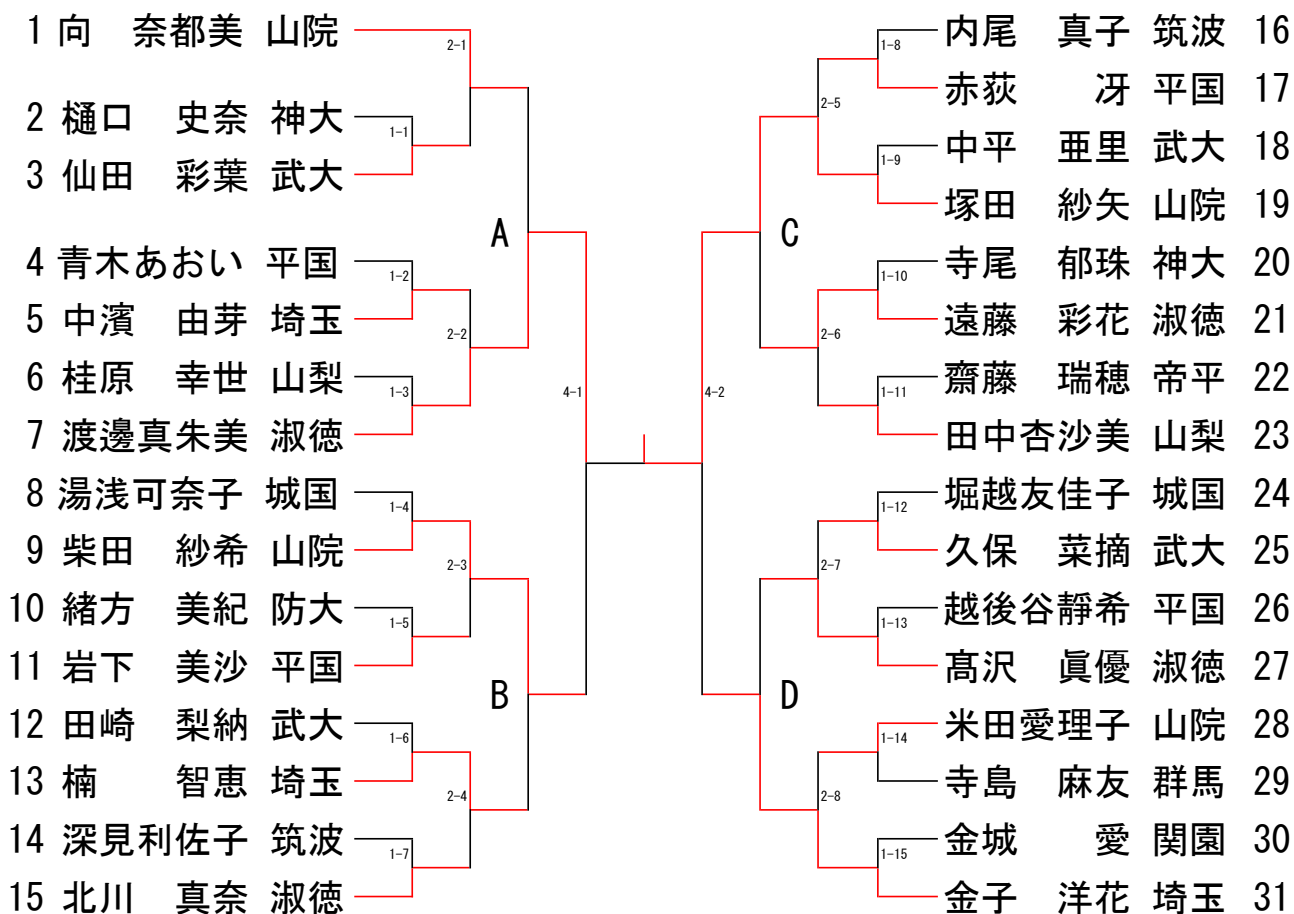 1 向　奈都美 山院
2-1
2 樋口　史奈 神大
1-1
3 仙田　彩葉 武大
A
4 青木あおい 平国
1-2
5 中濱　由芽 埼玉
2-2
6 桂原　幸世 山梨
1-3
7 渡邊真朱美 淑徳
4-1
8 湯浅可奈子 城国
1-4
9 柴田　紗希 山院
2-3
10 緒方　美紀 防大
1-5
11 岩下　美沙 平国
B
12 田崎　梨納 武大
1-6
13 楠　　智恵 埼玉
2-4
14 深見利佐子 筑波
1-7
15 北川　真奈 淑徳
内尾　真子 筑波 16
1-8
赤荻　　冴 平国 17
2-5
中平　亜里 武大 18
1-9
塚田　紗矢 山院 19
C
寺尾　郁珠 神大 20
1-10
遠藤　彩花 淑徳 21
2-6
齋藤　瑞穂 帝平 22
1-11
田中杏沙美 山梨 23
4-2
堀越友佳子 城国 24
1-12
久保　菜摘 武大 25
2-7
越後谷靜希 平国 26
1-13
髙沢　眞優 淑徳 27
D
米田愛理子 山院 28
1-14
寺島　麻友 群馬 29
2-8
金城　　愛 関園 30
1-15
金子　洋花 埼玉 31